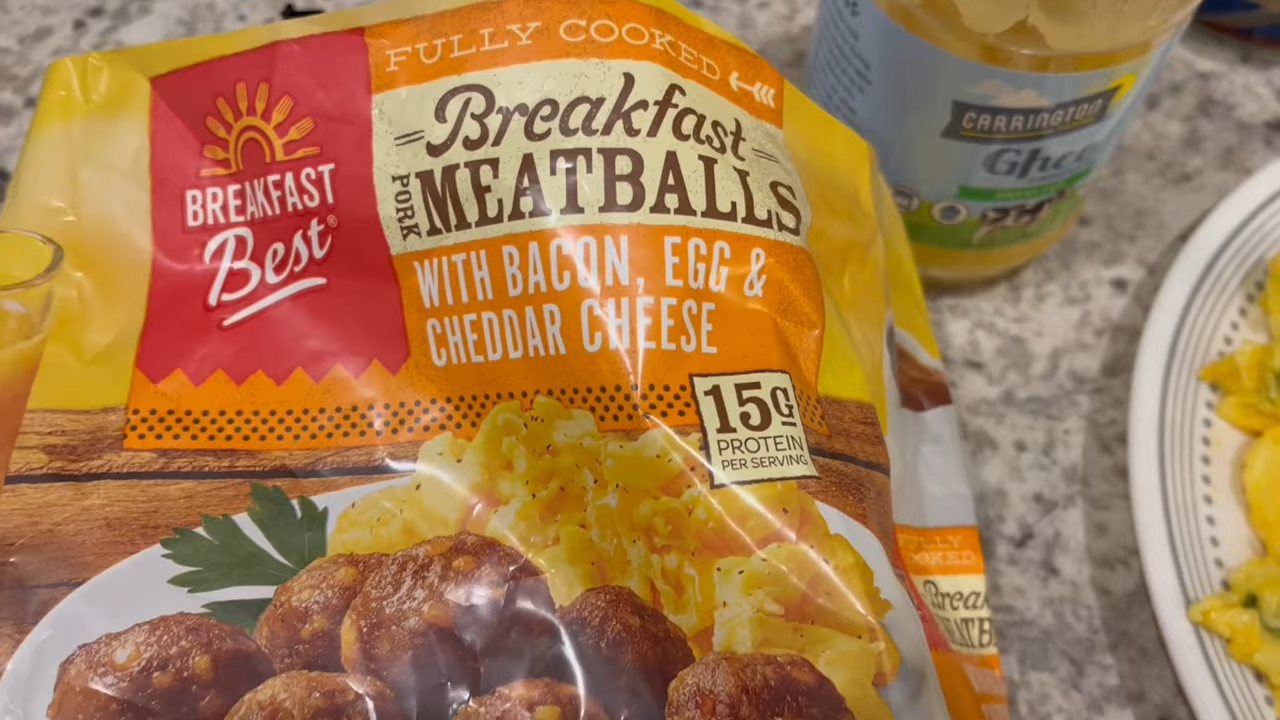 FULLY COOKED
Breakfast
PORK
MEATBALLS
WITH BACON, EGG &
CHEDDAR CHEESE
BREAKFAST
Best®
15G
PROTEIN
PER SERVING
CARRINGTON
Ghee
FULLY
COOKED